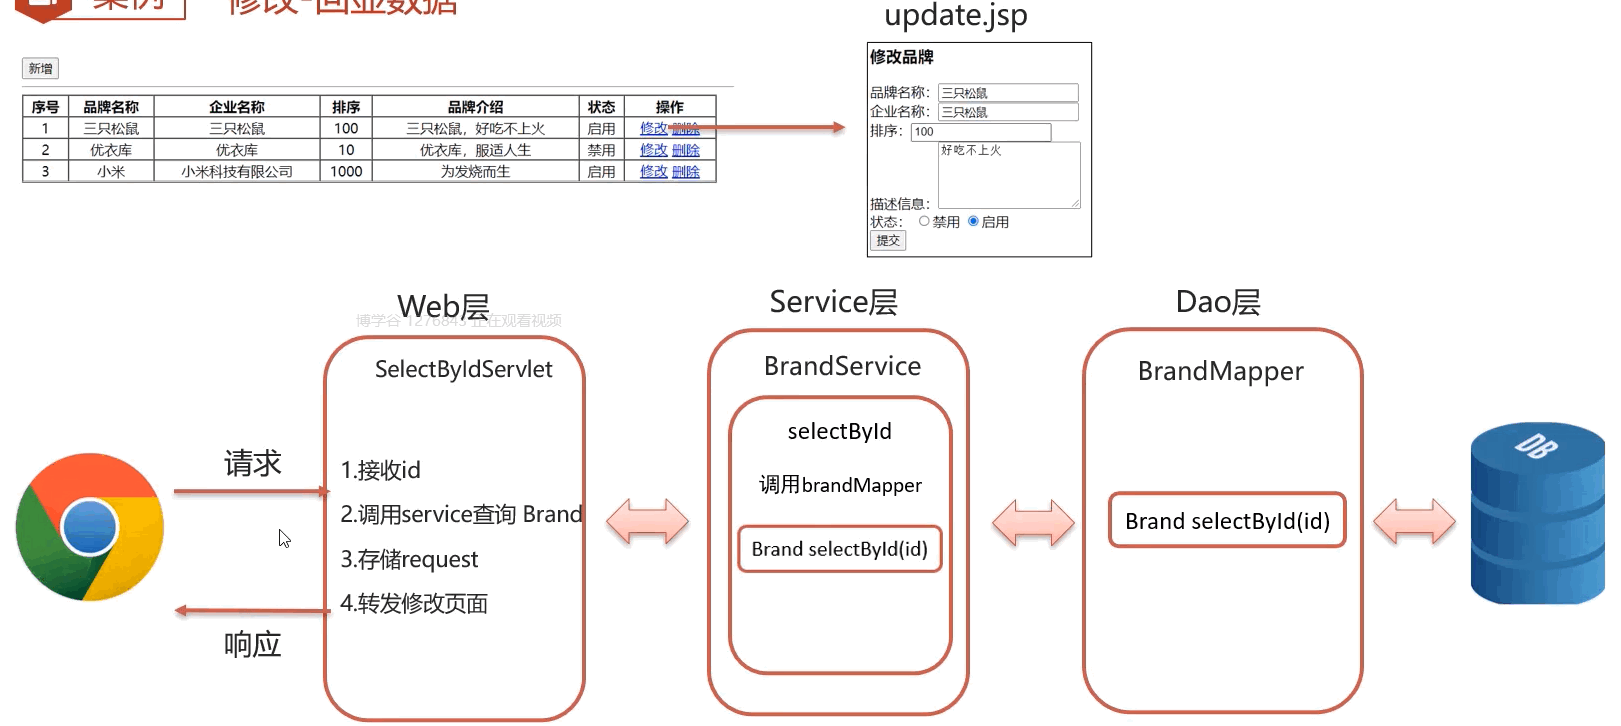 案例
修改-回显数据
update.jsp
新增
序号 品牌名称 企业名称 排序 品牌介绍 状态 操作
1 三只松鼠 三只松鼠 100 三只松鼠，好吃不上火 启用 修改 删除
2 优衣库 优衣库 10 优衣库，服适人生 禁用 修改 删除
3 小米 小米科技有限公司 1000 为发烧而生 启用 修改 删除
修改品牌
品牌名称： 三只松鼠
企业名称： 三只松鼠
排序： 100
好吃不上火
描述信息：
状态： 禁用 启用
提交
Web层
博学谷 1276843 正在观看视频
SelectByIdServlet
请求
1.接收id
2.调用service查询 Brand
3.存储request
4.转发修改页面
响应
Service层
BrandService
selectById
调用brandMapper
Brand selectById(id)
Dao层
BrandMapper
Brand selectById(id)
DB